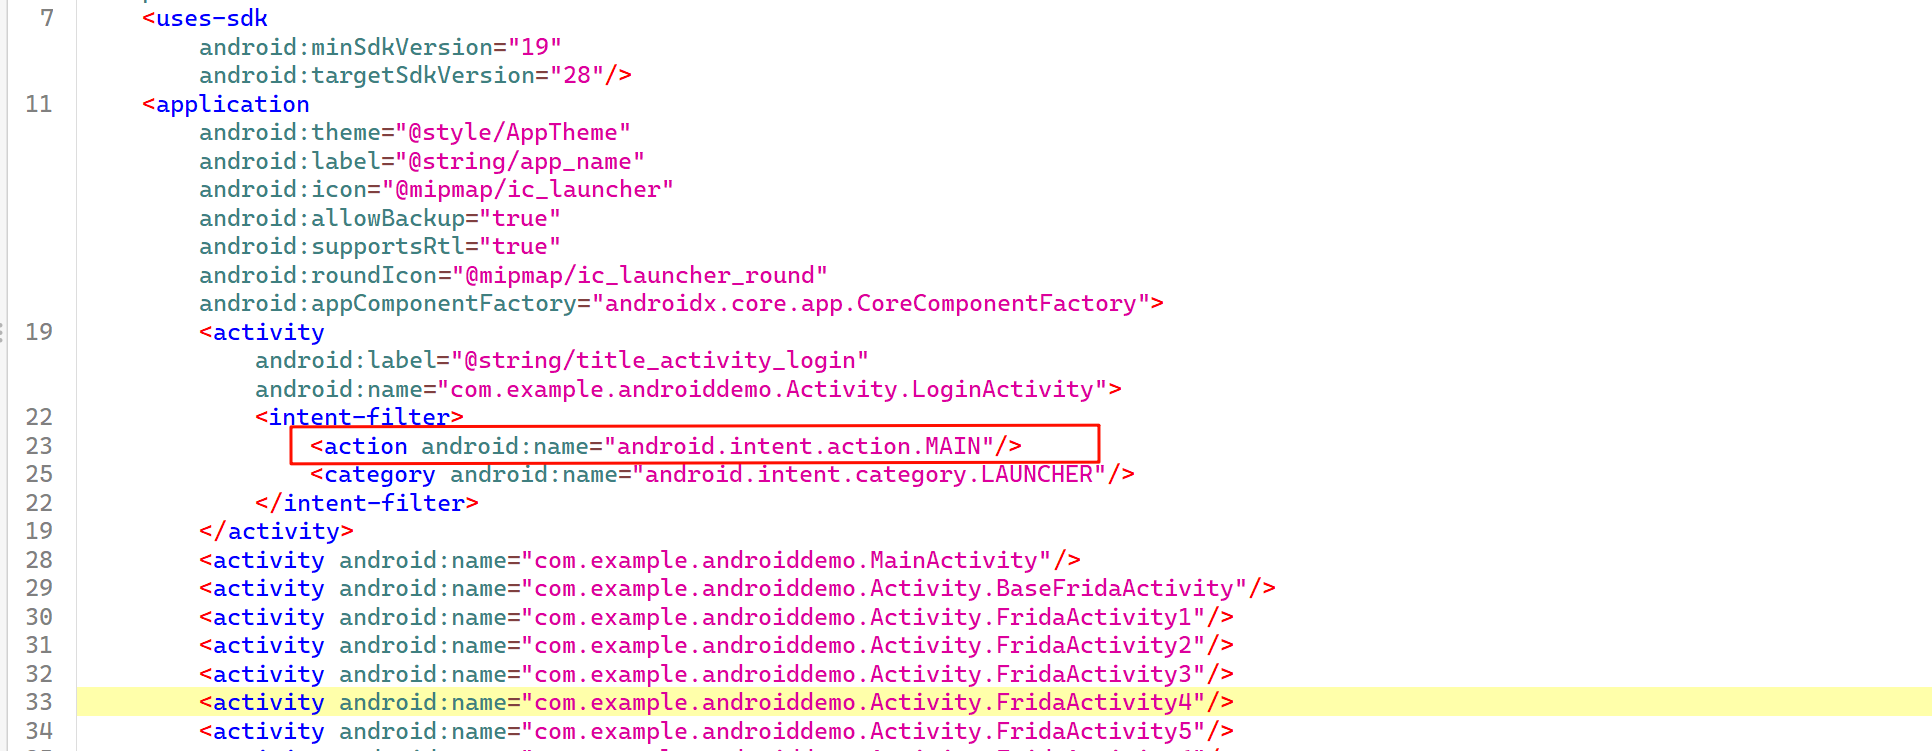 7 <uses-sdk
android:minSdkVersion="19"
android:targetSdkVersion="28"/>
11 <application
android:theme="@style/AppTheme"
android:label="@string/app_name"
android:icon="@mipmap/ic_launcher"
android:allowBackup="true"
android:supportsRtl="true"
android:roundIcon="@mipmap/ic_launcher_round"
android:appComponentFactory="androidx.core.app.CoreComponentFactory">
19 <activity
android:label="@string/title_activity_login"
android:name="com.example.androiddemo.Activity.LoginActivity">
22 <intent-filter>
23 <action android:name="android.intent.action.MAIN"/>
25 <category android:name="android.intent.category.LAUNCHER"/>
22 </intent-filter>
19 </activity>
28 <activity android:name="com.example.androiddemo.MainActivity"/>
29 <activity android:name="com.example.androiddemo.Activity.BaseFridaActivity"/>
30 <activity android:name="com.example.androiddemo.Activity.FridaActivity1"/>
31 <activity android:name="com.example.androiddemo.Activity.FridaActivity2"/>
32 <activity android:name="com.example.androiddemo.Activity.FridaActivity3"/>
33 <activity android:name="com.example.androiddemo.Activity.FridaActivity4"/>
34 <activity android:name="com.example.androiddemo.Activity.FridaActivity5"/>